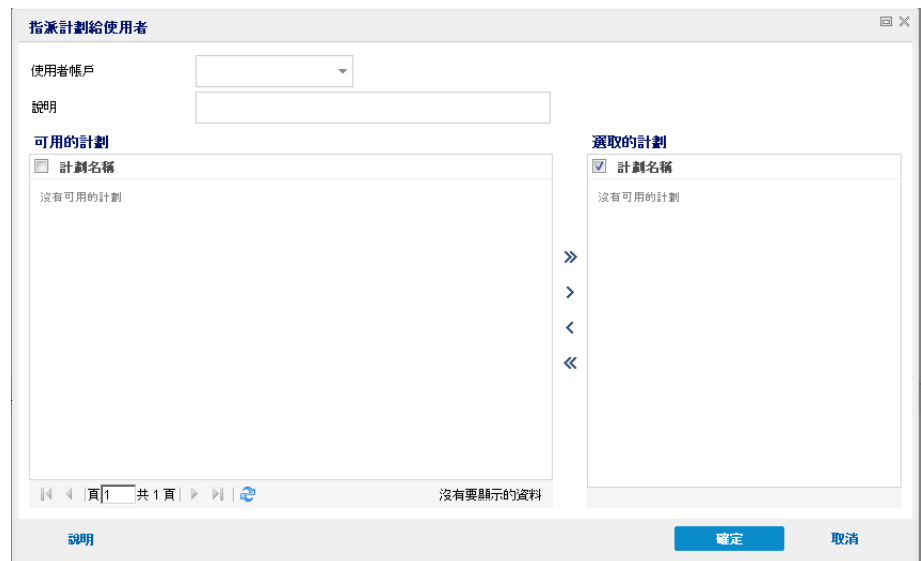 指派計劃給使用者
使用者帳戶
說明
可用的計劃
選取的計劃
計劃名稱
計劃名稱
沒有可用的計劃
沒有可用的計劃
頁 1 共 1 頁
沒有要顯示的資料
說明
確定
取消